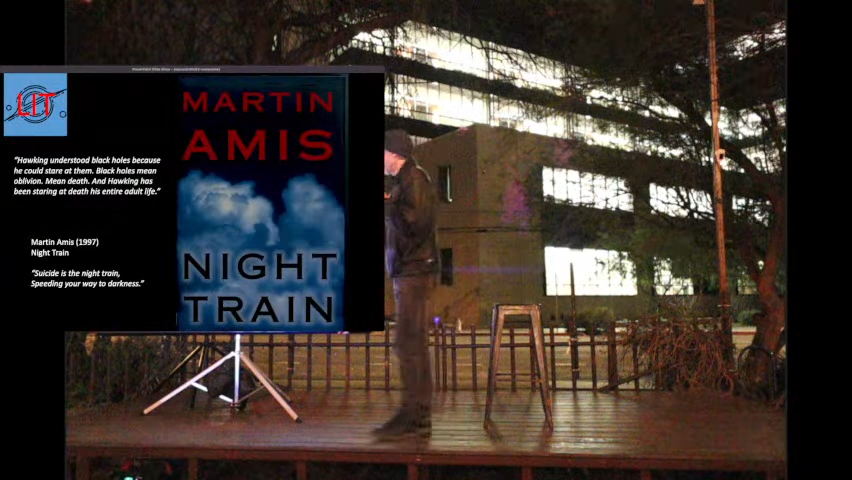 LIT
"Hawking understood black holes because
he could stare at them. Black holes mean
oblivion. Mean death. And Hawking has
been staring at death his entire adult life."
Martin Amis (1997)
Night Train
"Suicide is the night train,
Speeding your way to darkness."
MARTIN
AMIS
NIGHT
TRAIN